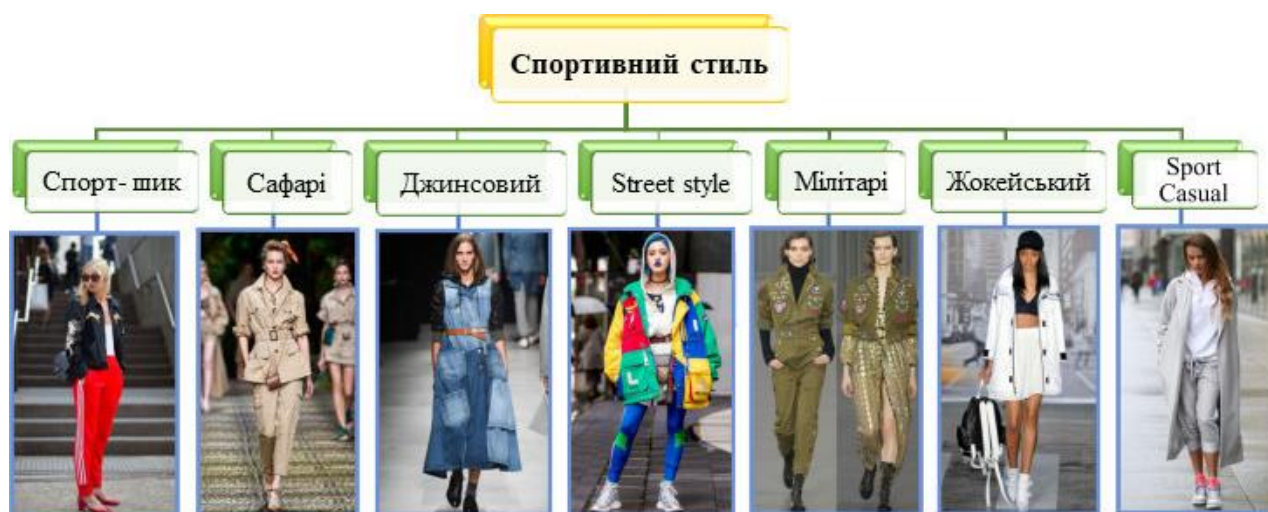 Спортивний стиль
Спорт- шик
Сафарі
Джинсовий
Street style
Мілітарі
Жокейський
Sport
Casual